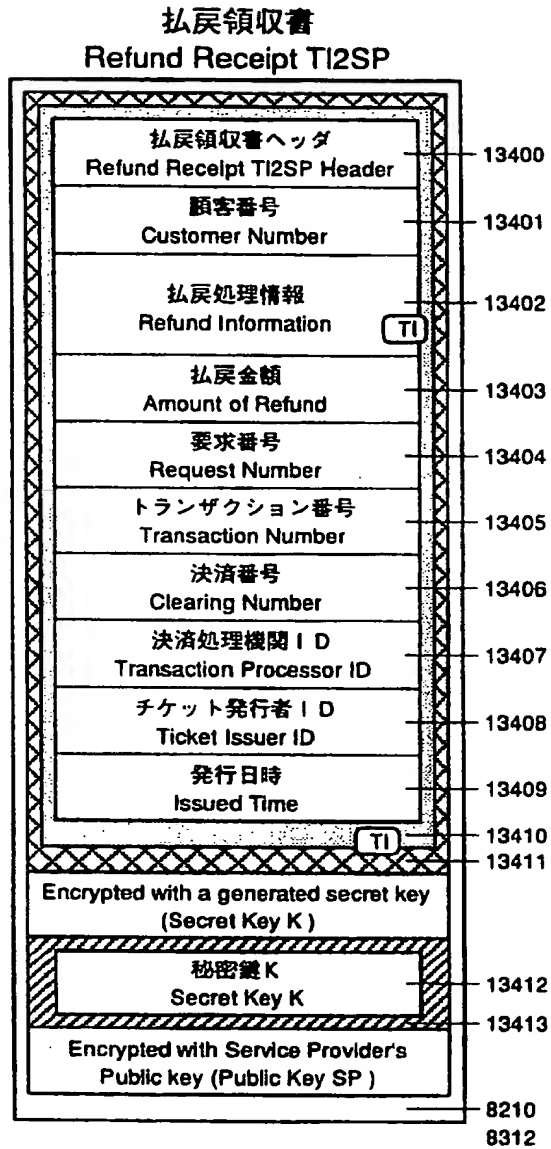 払戻領収書
Refund Receipt TI2SP
払戻領収書ヘッダ
Refund Receipt TI2SP Header
13400
顧客番号
Customer Number
13401
払戻処理情報
Refund Information
13402
TI
払戻金額
Amount of Refund
13403
要求番号
Request Number
13404
トランザクション番号
Transaction Number
13405
決済番号
Clearing Number
13406
決済処理機関ID
Transaction Processor ID
13407
チケット発行者ID
Ticket Issuer ID
13408
発行日時
Issued Time
13409
13410
TI
13411
Encrypted with a generated secret key
(Secret Key K )
秘密鍵K
Secret Key K
13412
13413
Encrypted with Service Provider's
Public key (Public Key SP )
8210
8312